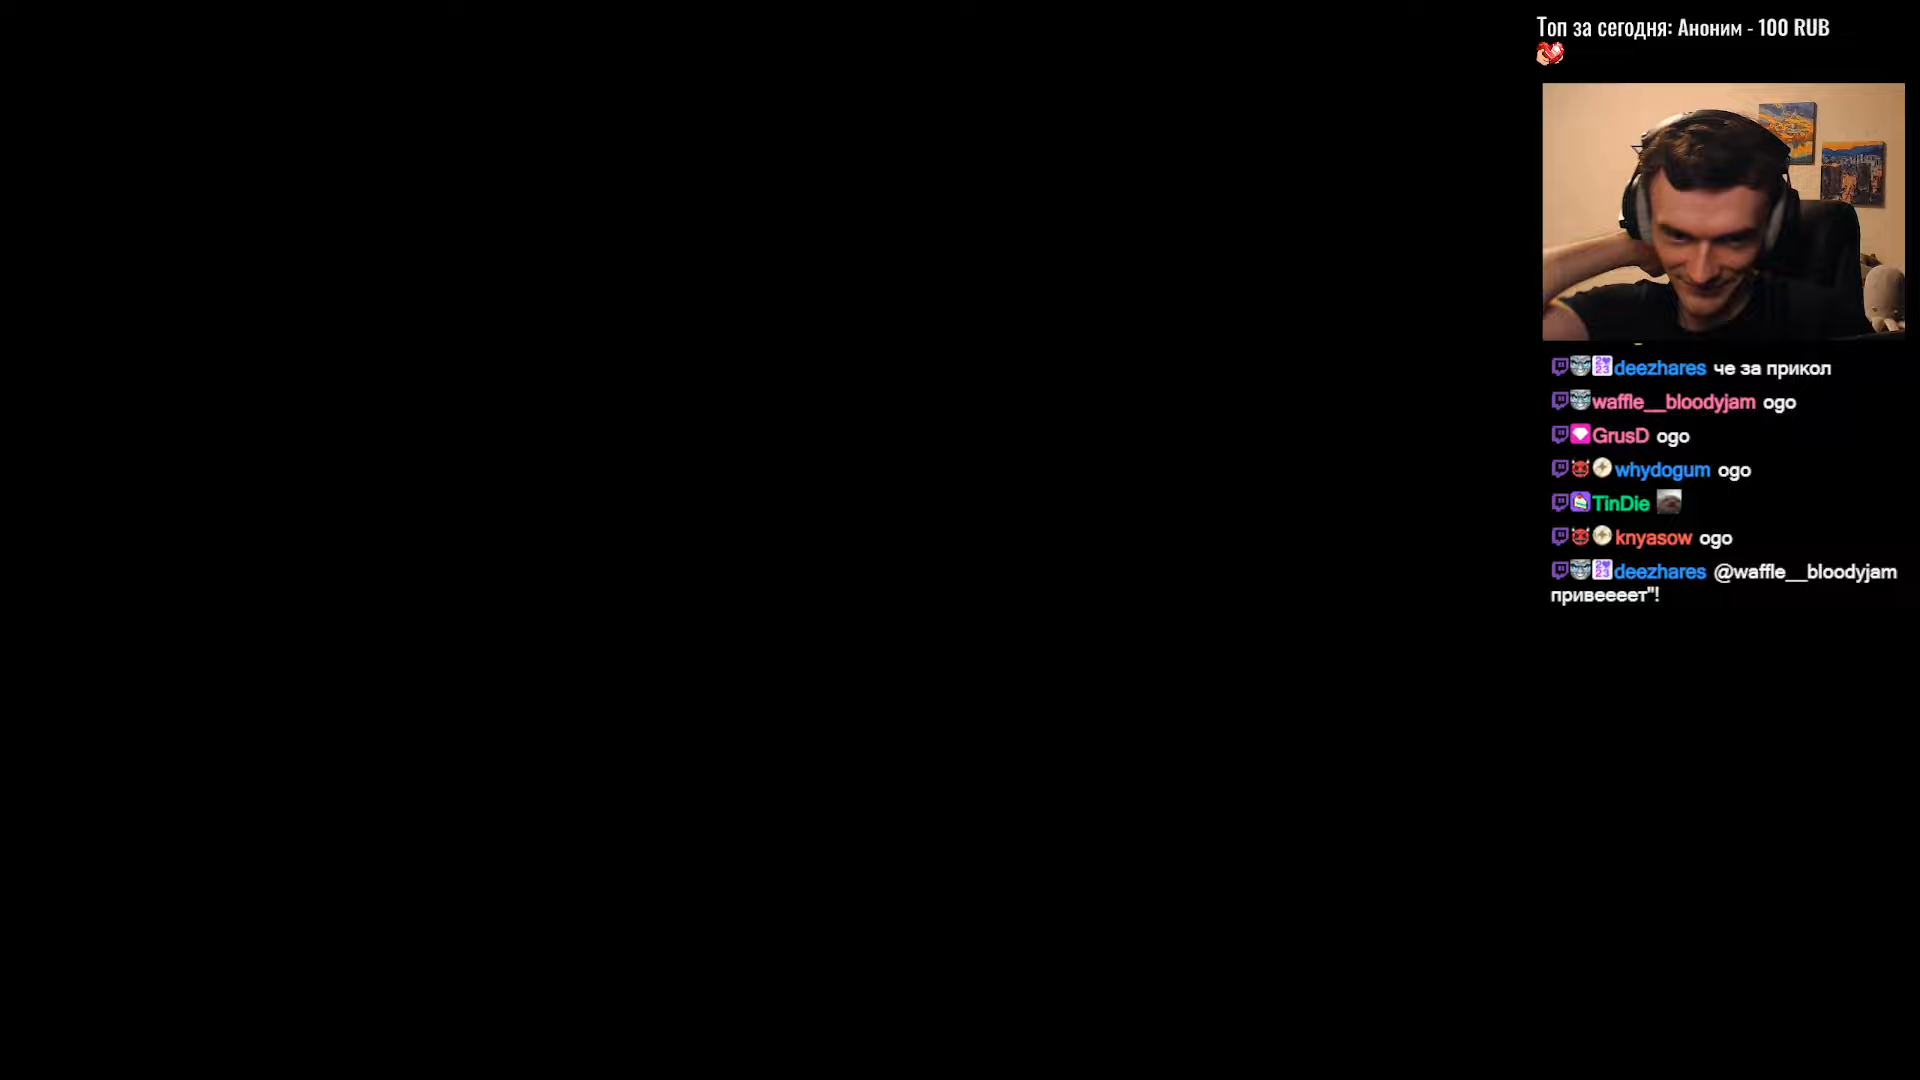 Топ за сегодня: Аноним - 100 RUB
deezhares че за прикол
waffle__bloodyjam ogo
GrusD ogo
whydogum ogo
TinDie
knyasow ogo
deezhares @waffle__bloodyjam
привеееет"!